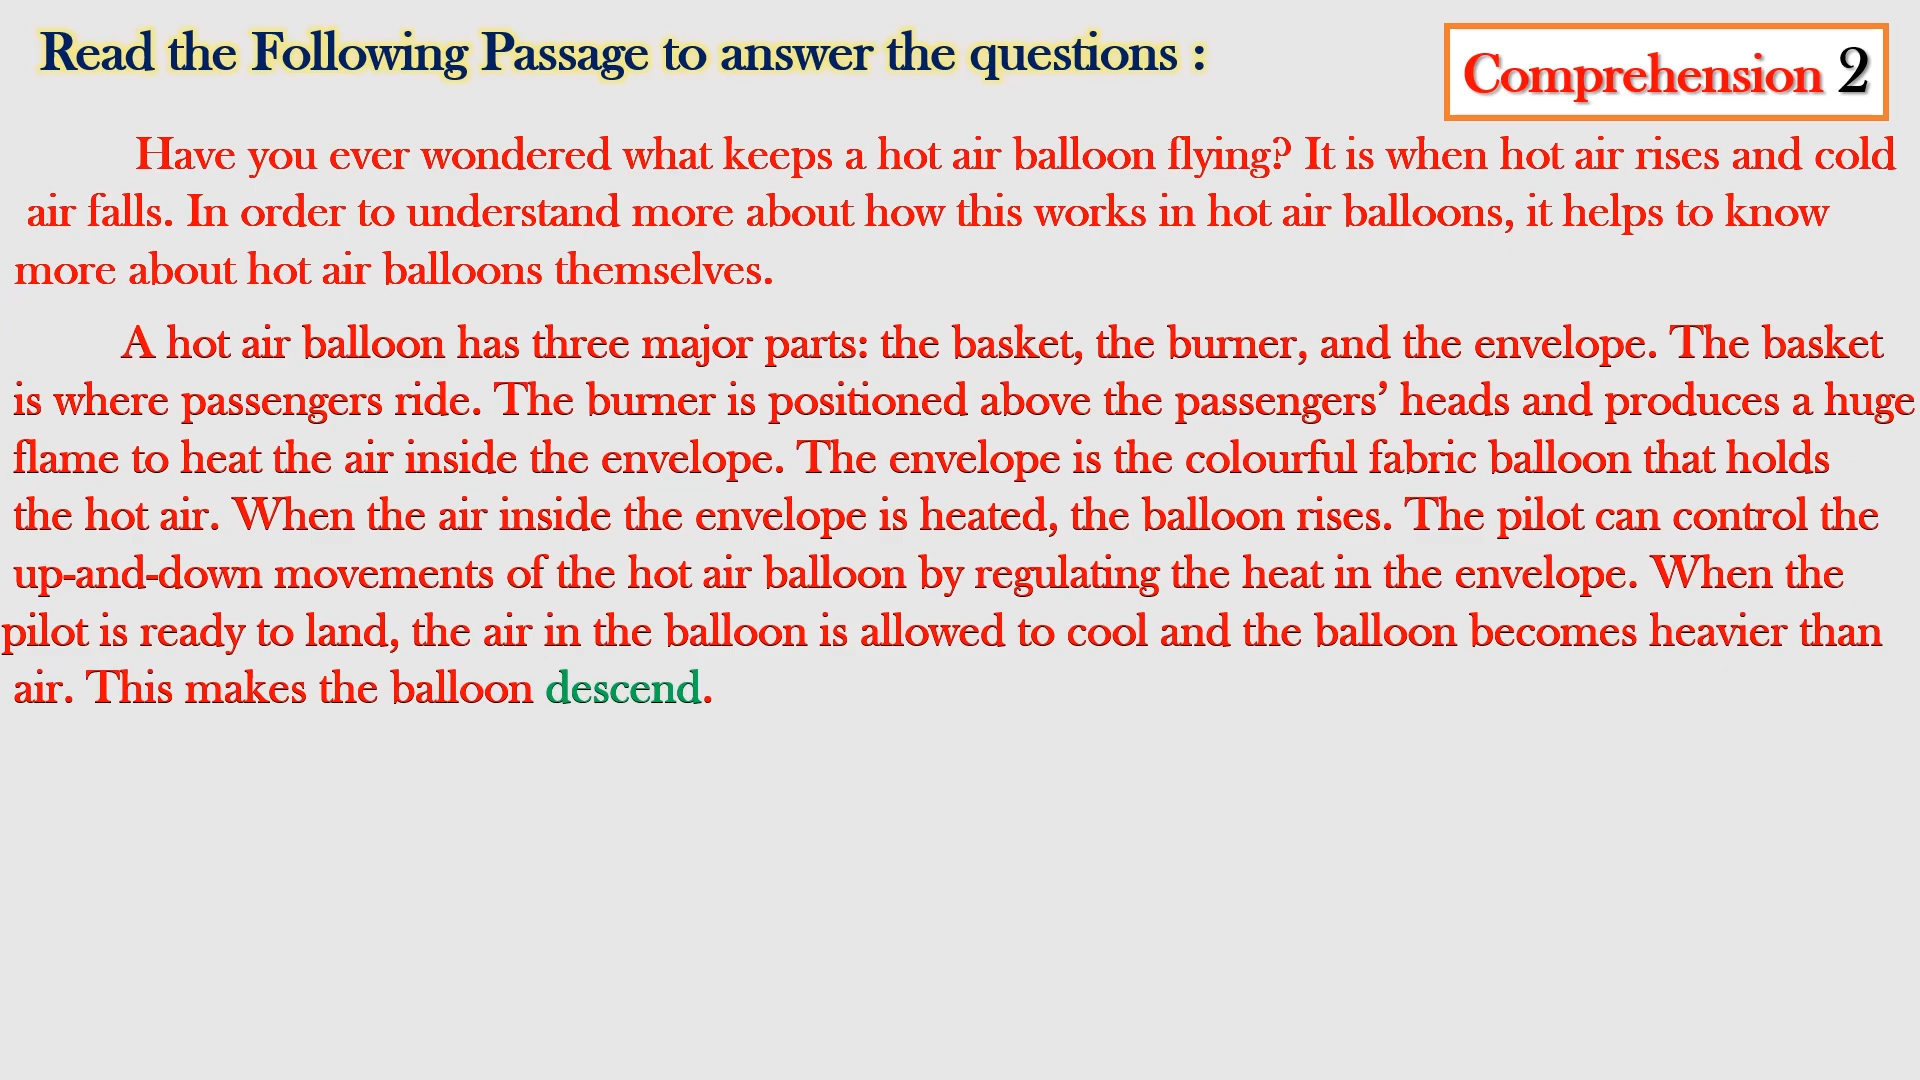 Read the Following Passage to answer the questions :
Comprehension 2
Have you ever wondered what keeps a hot air balloon flying? It is when hot air rises and cold
air falls. In order to understand more about how this works in hot air balloons, it helps to know
more about hot air balloons themselves.
A hot air balloon has three major parts: the basket, the burner, and the envelope. The basket
is where passengers ride. The burner is positioned above the passengers’ heads and produces a huge
flame to heat the air inside the envelope. The envelope is the colourful fabric balloon that holds
the hot air. When the air inside the envelope is heated, the balloon rises. The pilot can control the
up-and-down movements of the hot air balloon by regulating the heat in the envelope. When the
pilot is ready to land, the air in the balloon is allowed to cool and the balloon becomes heavier than
air. This makes the balloon descend.